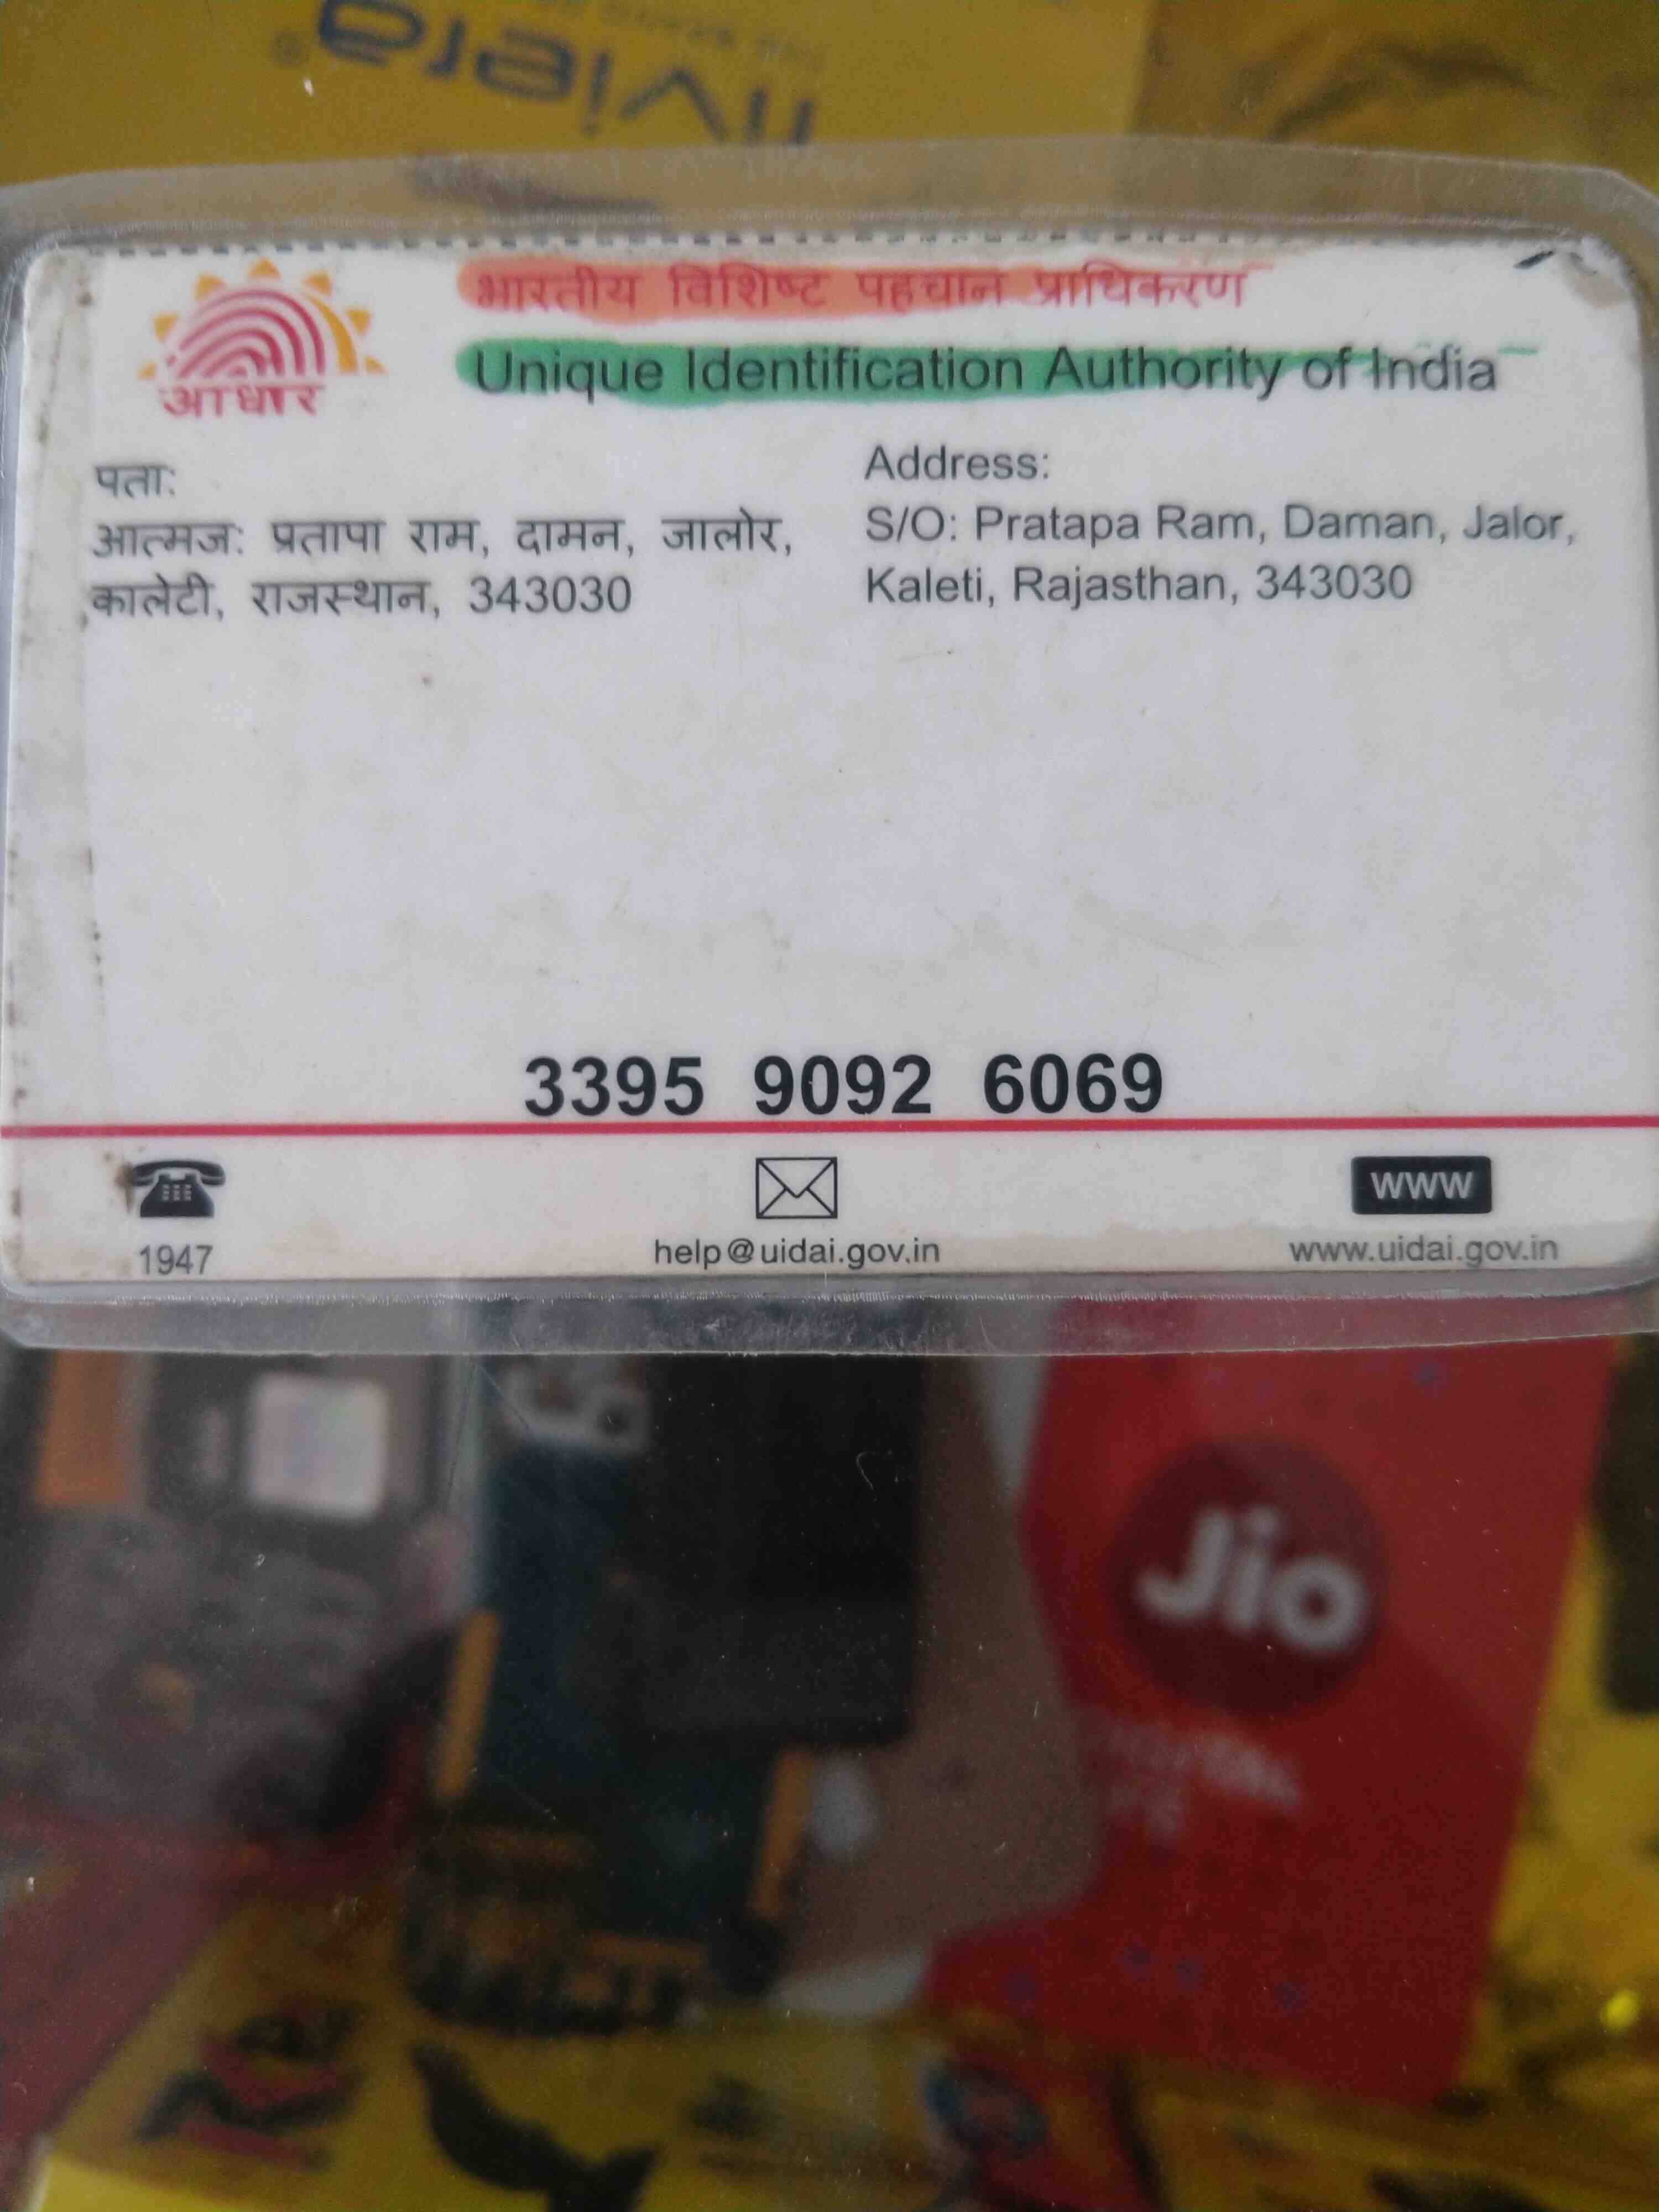 riviera
आधार
भारतीय विशिष्ट पहचान प्राधिकरण
Unique Identification Authority of India
पता:
आत्मज: प्रतापा राम, दामन, जालोर,
कालेटी, राजस्थान, 343030
Address:
S/O: Pratapa Ram, Daman, Jalor,
Kaleti, Rajasthan, 343030
3395 9092 6069
1947
help@uidai.gov.in
www
www.uidai.gov.in
Jio